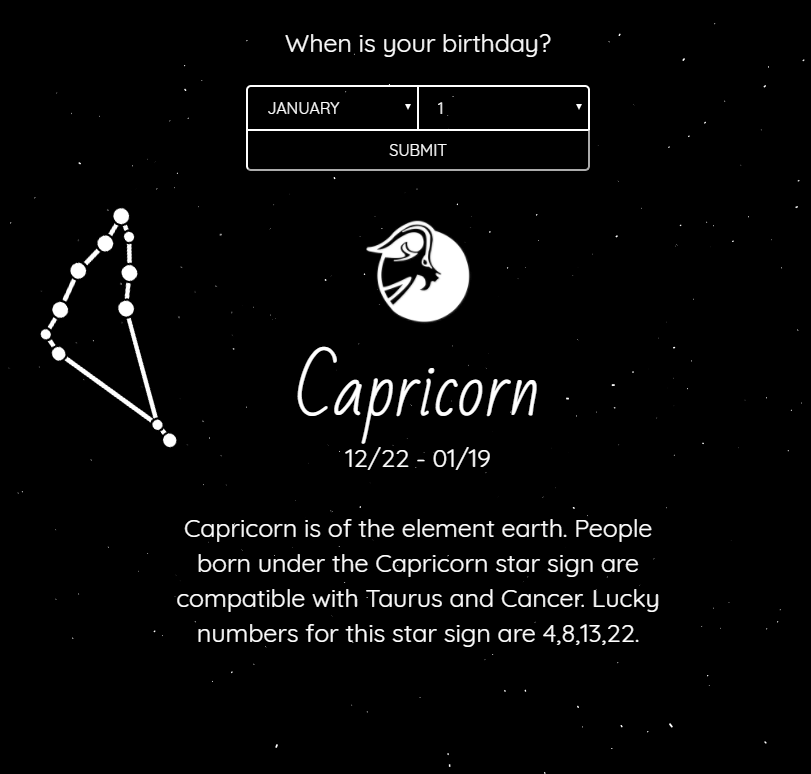 When is your birthday?
JANUARY 1
SUBMIT
Capricorn
12/22 - 01/19
Capricorn is of the element earth. People
born under the Capricorn star sign are
compatible with Taurus and Cancer. Lucky
numbers for this star sign are 4,8,13,22.